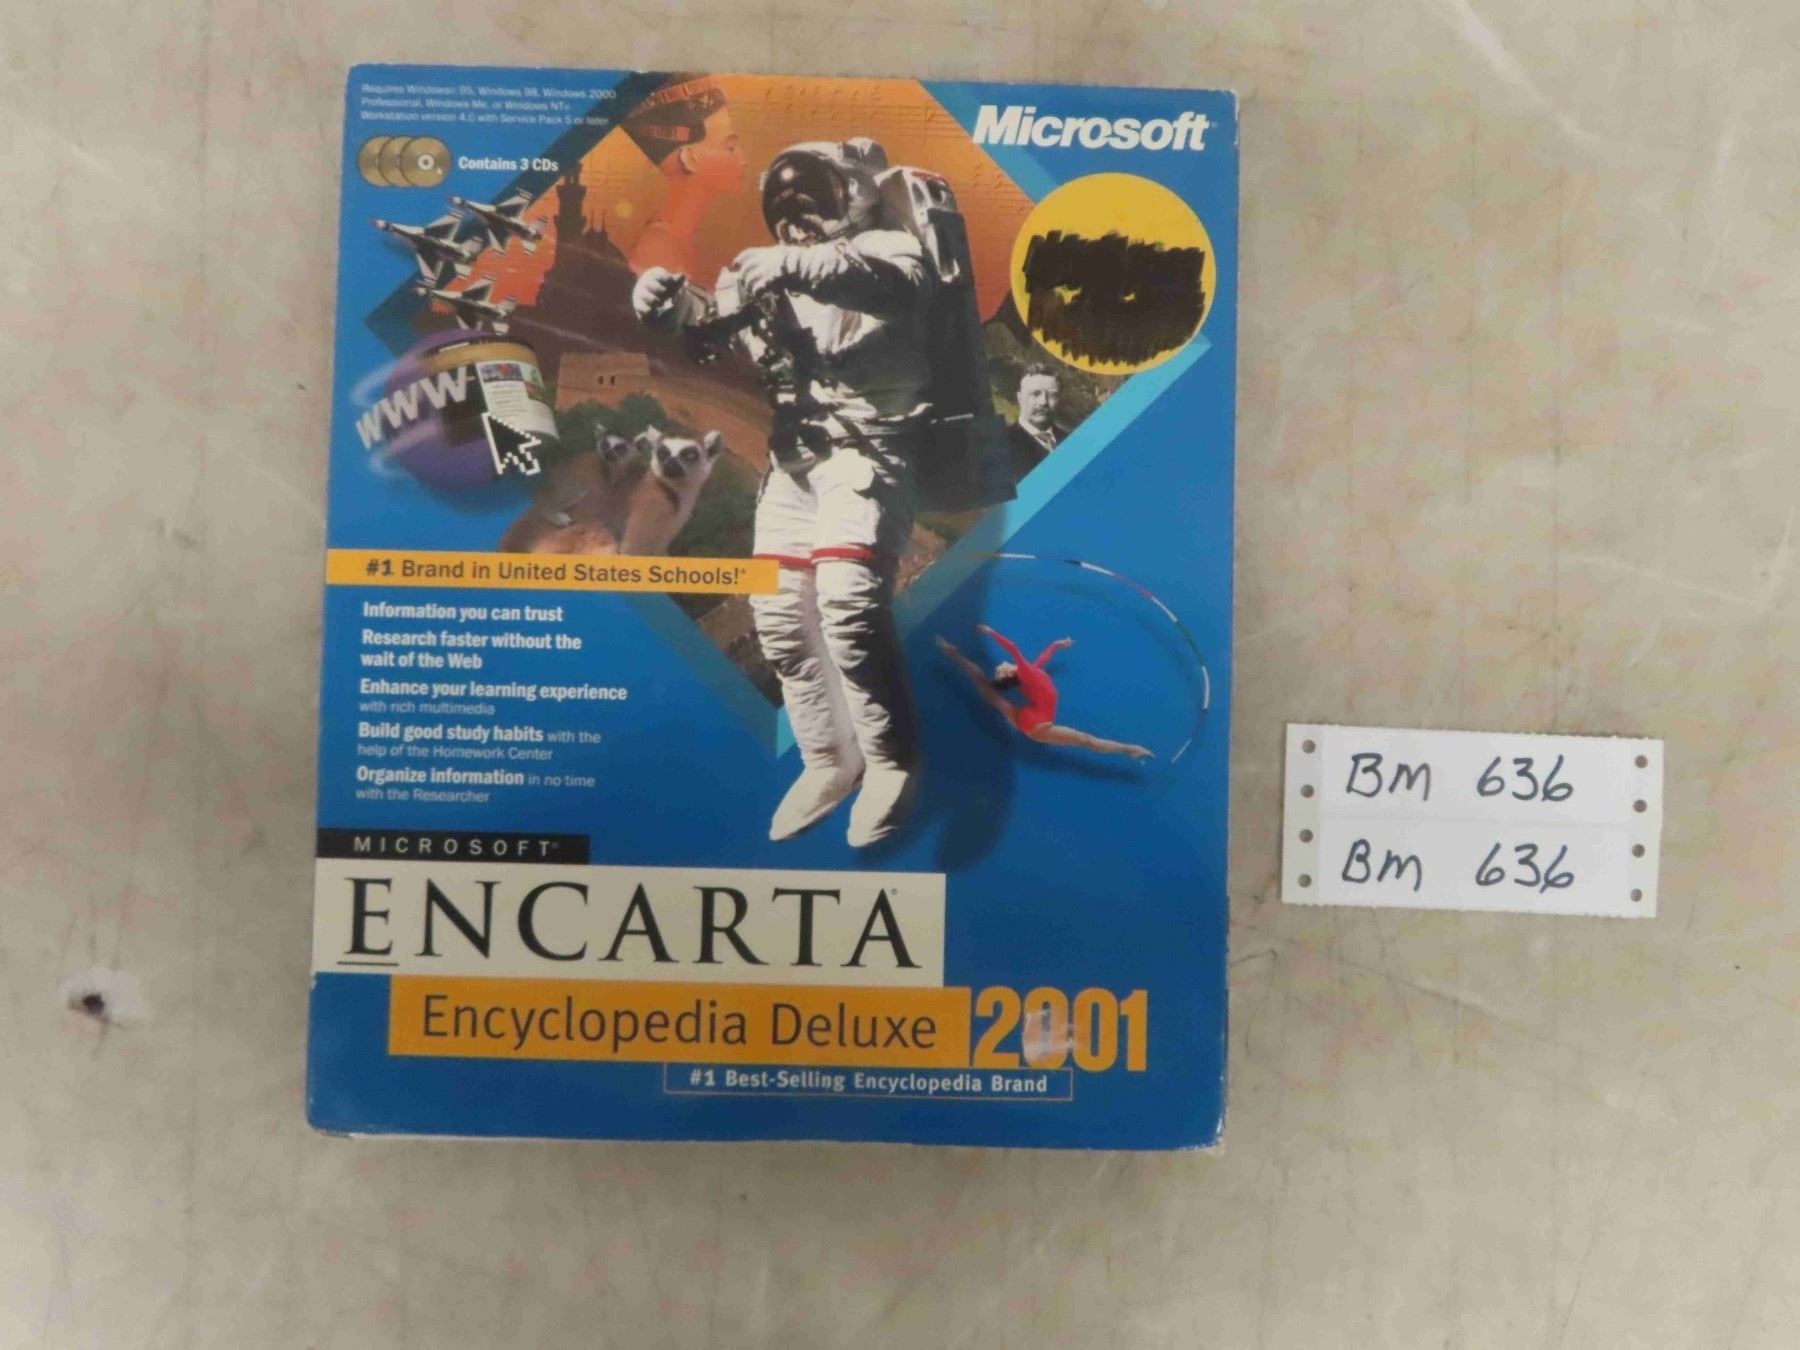 Requires Windows® 95, Windows 98, Windows 2000
Professional, Windows Me, or Windows NT®
Workstation version 4.0 with Service Pack 5 or later
Contains 3 CDs
Microsoft®
WWW
#1 Brand in United States Schools!*
Information you can trust
Research faster without the
wait of the Web
Enhance your learning experience
with rich multimedia
Build good study habits with the
help of the Homework Center
Organize information in no time
with the Researcher
MICROSOFT®
ENCARTA®
Encyclopedia Deluxe 2001
#1 Best-Selling Encyclopedia Brand
BM 636
BM 636